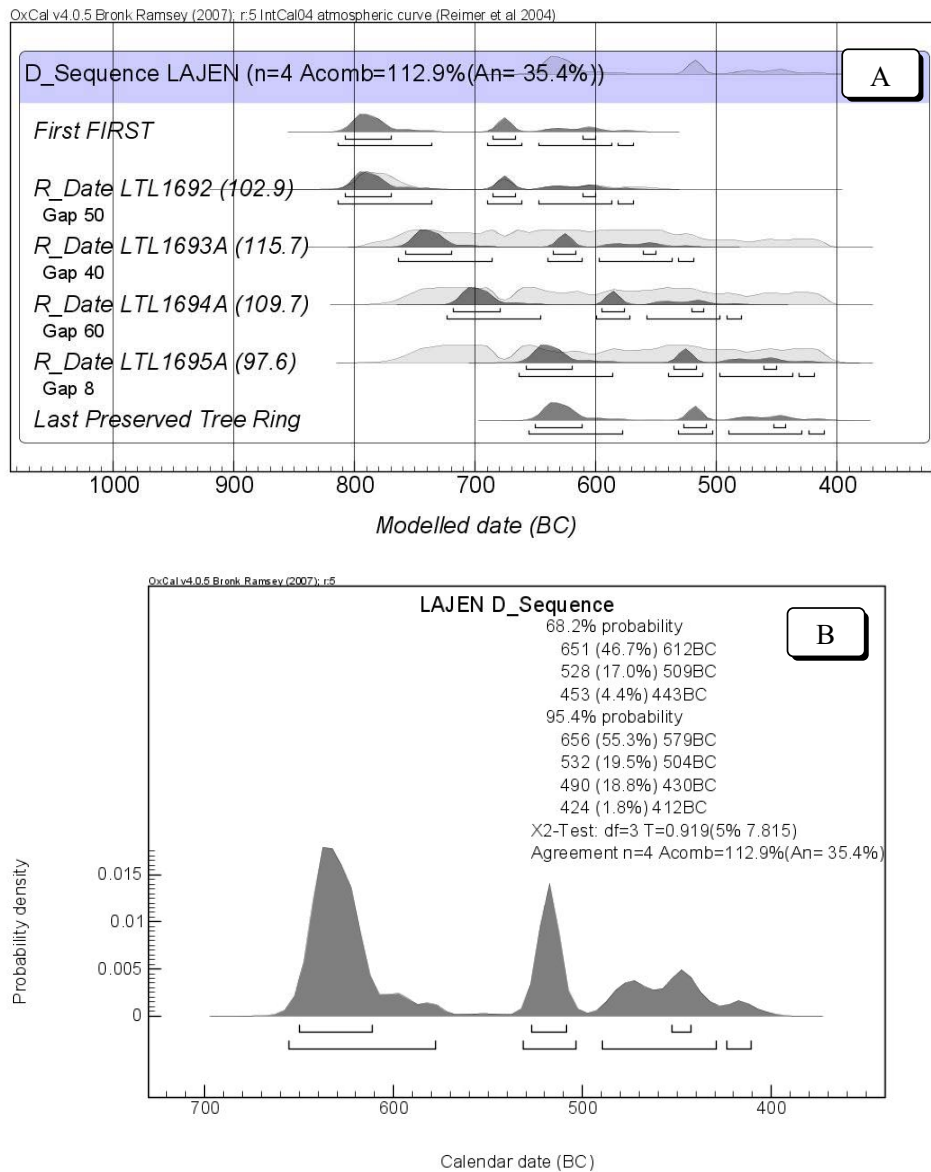 OxCal v4.0.5 Bronk Ramsey (2007); r:5 IntCal04 atmospheric curve (Reimer et al 2004)
D_Sequence LAJEN (n=4 Acomb=112.9%(An= 35.4%))
A
First FIRST
R_Date LTL1692 (102.9)
Gap 50
R_Date LTL1693A (115.7)
Gap 40
R_Date LTL1694A (109.7)
Gap 60
R_Date LTL1695A (97.6)
Gap 8
Last Preserved Tree Ring
1000 900 800 700 600 500 400
Modelled date (BC)
OxCal v4.0.5 Bronk Ramsey (2007); r:5
LAJEN D_Sequence
B
68.2% probability
651 (46.7%) 612BC
528 (17.0%) 509BC
453 (4.4%) 443BC
95.4% probability
656 (55.3%) 579BC
532 (19.5%) 504BC
490 (18.8%) 430BC
424 (1.8%) 412BC
X2-Test: df=3 T=0.919(5% 7.815)
Agreement n=4 Acomb=112.9%(An= 35.4%)
Probability density
0.015
0.01
0.005
0
700 600 500 400
Calendar date (BC)